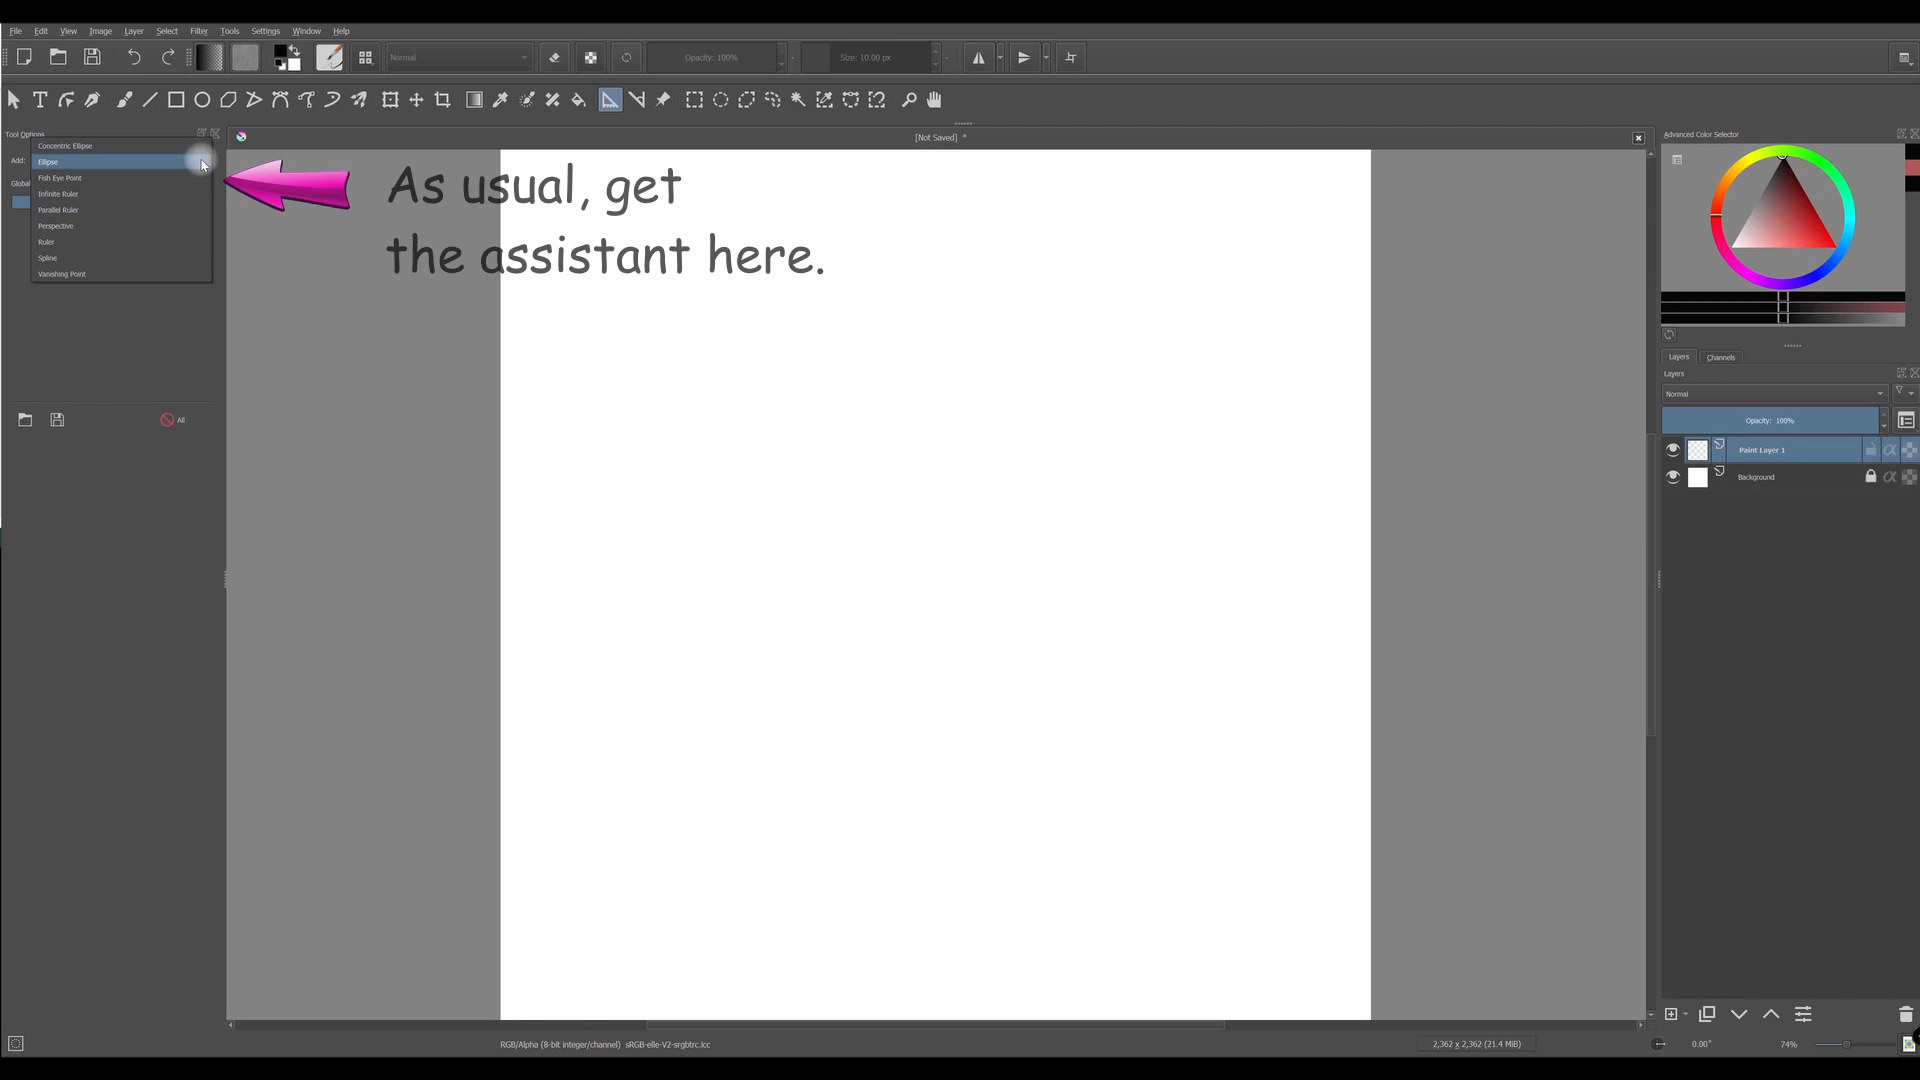 File Edit View Image Layer Select Filter Tools Settings Window Help
Normal
Opacity: 100%
Size: 10.00 px
Tool Options
[Not Saved] *
Advanced Color Selector
Add:
Concentric Ellipse
Ellipse
Fish Eye Point
Global
Infinite Ruler
Parallel Ruler
Perspective
Ruler
Spline
Vanishing Point
All
As usual, get
the assistant here.
Layers Channels
Layers
Normal
Opacity: 100%
Paint Layer 1
Background
RGB/Alpha (8-bit integer/channel) sRGB-elle-V2-srgbtrc.icc
2,362 x 2,362 (21.4 MiB)
0.00°
74%